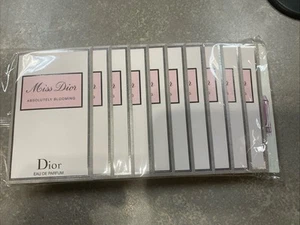 Miss Dior
ABSOLUTELY BLOOMING
Dior
EAU DE PARFUM